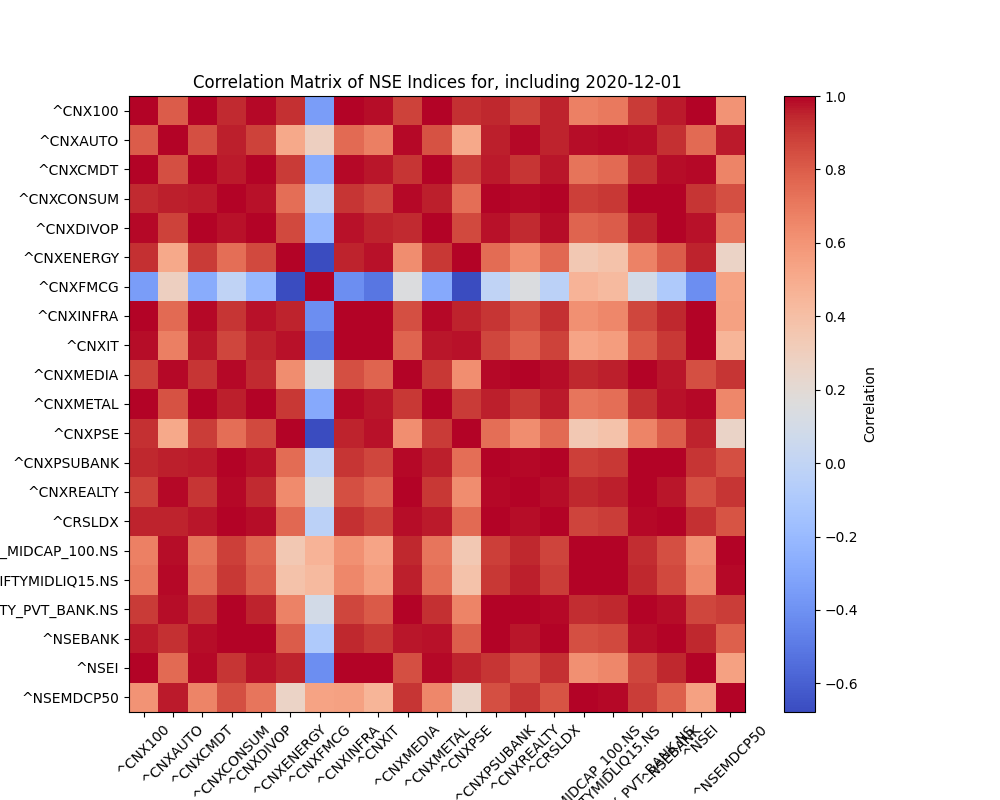 Correlation Matrix of NSE Indices for, including 2020-12-01
^CNX100
^CNXAUTO
^CNXCMDT
^CNXCONSUM
^CNXDIVOP
^CNXENERGY
^CNXFMCG
^CNXINFRA
^CNXIT
^CNXMEDIA
^CNXMETAL
^CNXPSE
^CNXPSUBANK
^CNXREALTY
^CRSLDX
_MIDCAP_100.NS
IFTYMIDLIQ15.NS
TY_PVT_BANK.NS
^NSEBANK
^NSEI
^NSEMDCP50
^CNX100
^CNXAUTO
^CNXCMDT
^CNXCONSUM
^CNXDIVOP
^CNXENERGY
^CNXFMCG
^CNXINFRA
^CNXIT
^CNXMEDIA
^CNXMETAL
^CNXPSE
^CNXPSUBANK
^CNXREALTY
^CRSLDX
MIDCAP_100.NS
TYMIDLIQ15.NS
PVT_BANK.NS
^NSEBANK
^NSEI
^NSEMDCP50
1.0
0.8
0.6
0.4
0.2
0.0
−0.2
−0.4
−0.6
Correlation